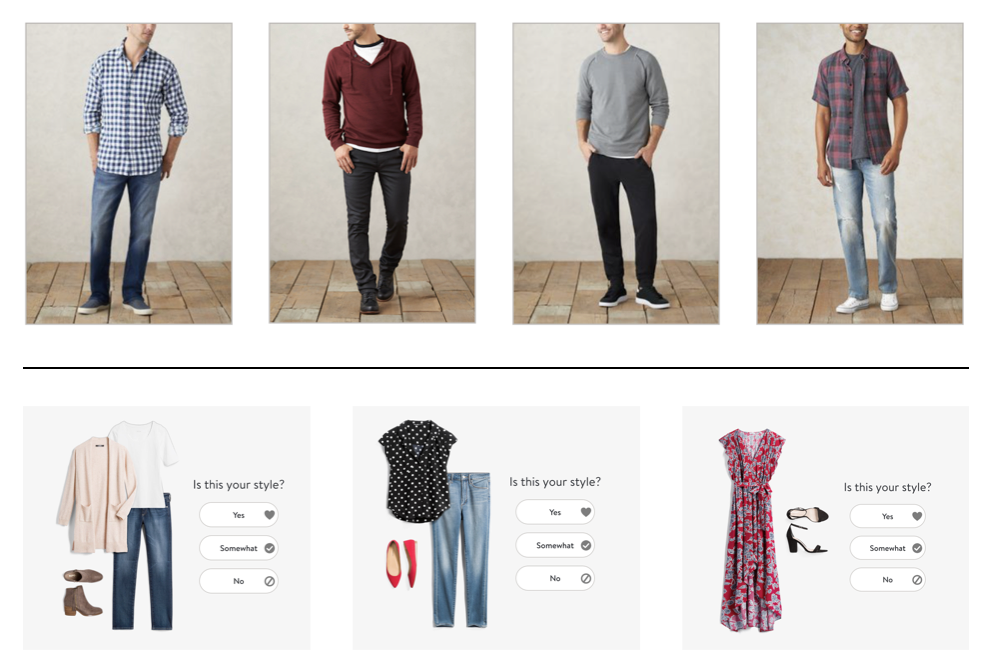 Is this your style?
Yes
Somewhat
No
Is this your style?
Yes
Somewhat
No
Is this your style?
Yes
Somewhat
No